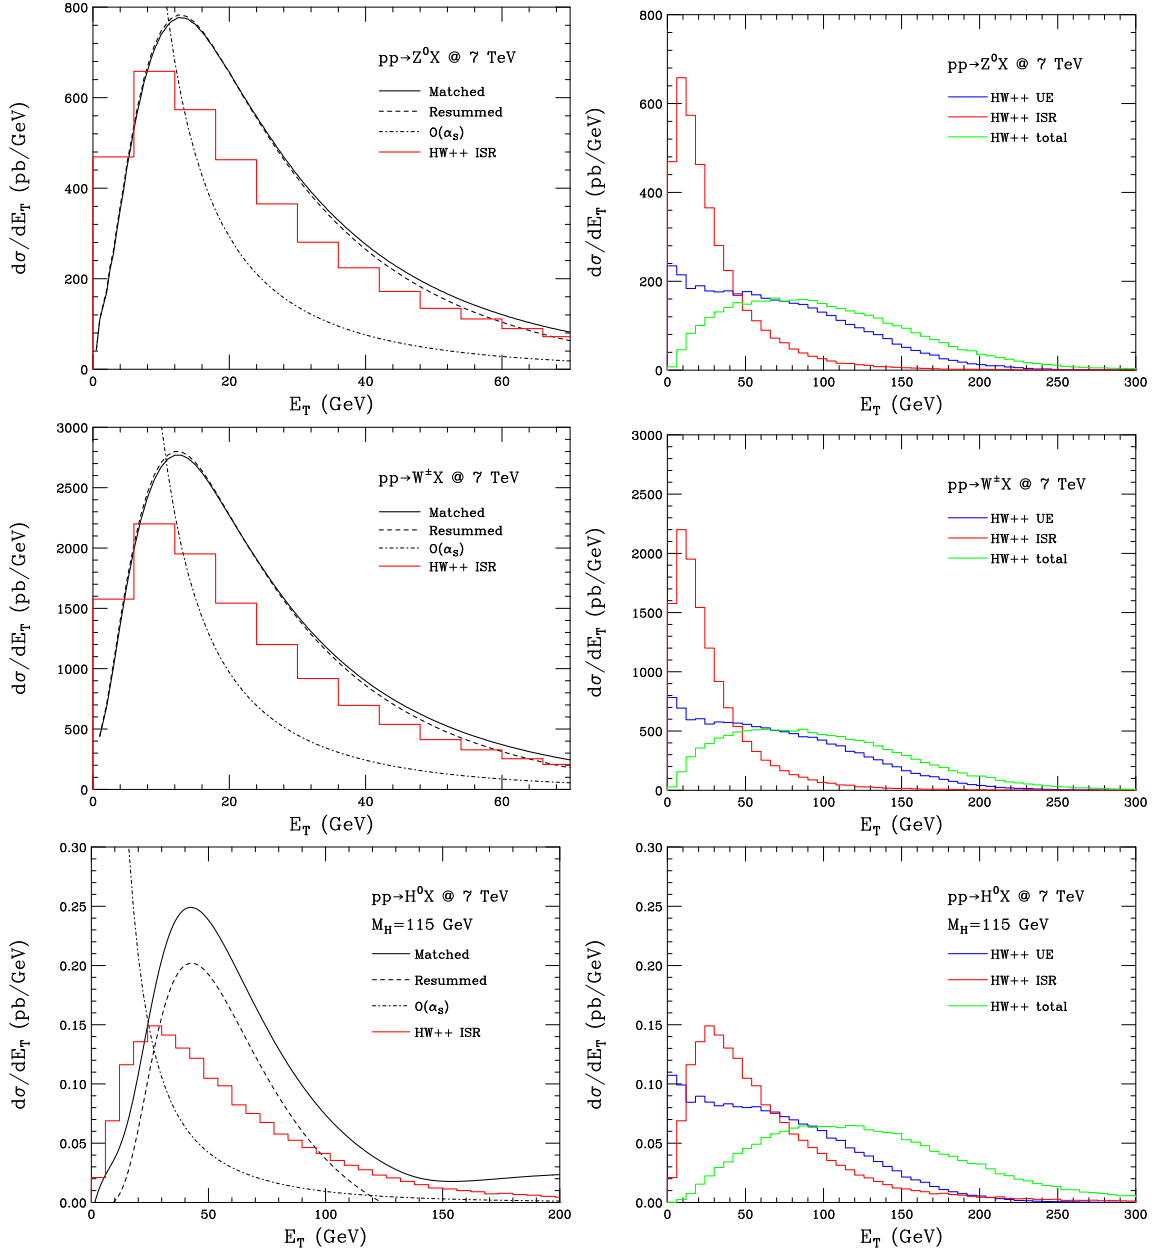 800
600
400
200
0
dσ/dE_T (pb/GeV)
pp→Z⁰X @ 7 TeV
Matched
Resummed
O(α_S)
HW++ ISR
0 20 40 60
E_T (GeV)
800
600
400
200
0
dσ/dE_T (pb/GeV)
pp→Z⁰X @ 7 TeV
HW++ UE
HW++ ISR
HW++ total
0 50 100 150 200 250 300
E_T (GeV)
3000
2500
2000
1500
1000
500
0
dσ/dE_T (pb/GeV)
pp→W±X @ 7 TeV
Matched
Resummed
O(α_S)
HW++ ISR
0 20 40 60
E_T (GeV)
3000
2500
2000
1500
1000
500
0
dσ/dE_T (pb/GeV)
pp→W±X @ 7 TeV
HW++ UE
HW++ ISR
HW++ total
0 50 100 150 200 250 300
E_T (GeV)
0.30
0.25
0.20
0.15
0.10
0.05
0.00
dσ/dE_T (pb/GeV)
pp→H⁰X @ 7 TeV
M_H=115 GeV
Matched
Resummed
O(α_S)
HW++ ISR
0 50 100 150 200
E_T (GeV)
0.30
0.25
0.20
0.15
0.10
0.05
0.00
dσ/dE_T (pb/GeV)
pp→H⁰X @ 7 TeV
M_H=115 GeV
HW++ UE
HW++ ISR
HW++ total
0 50 100 150 200 250 300
E_T (GeV)